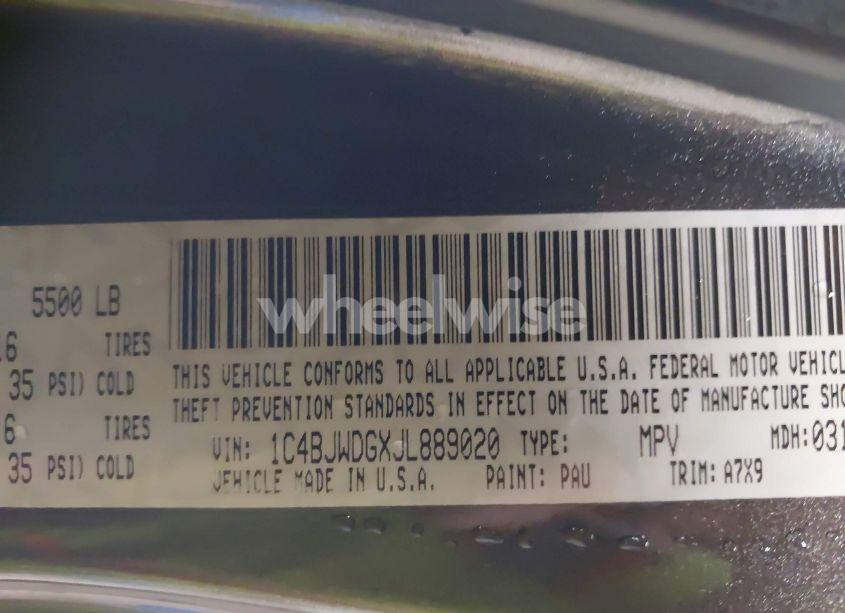 5500 LB
16 TIRES
35 PSI) COLD
6 TIRES
35 PSI) COLD
wheelwise
THIS VEHICLE CONFORMS TO ALL APPLICABLE U.S.A. FEDERAL MOTOR VEHICL
THEFT PREVENTION STANDARDS IN EFFECT ON THE DATE OF MANUFACTURE SHO
VIN: 1C4BJWDGXJL889020 TYPE: MPV MDH:031
VEHICLE MADE IN U.S.A. PAINT: PAU TRIM: A7X9